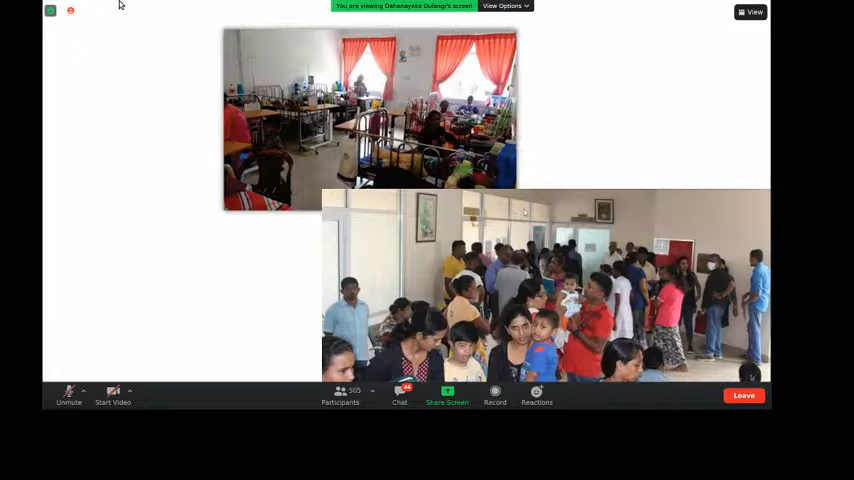 You are viewing Dahanayake Dulangi's screen
View Options
View
Unmute
Start Video
505
Participants
44
Chat
Share Screen
Record
Reactions
Leave